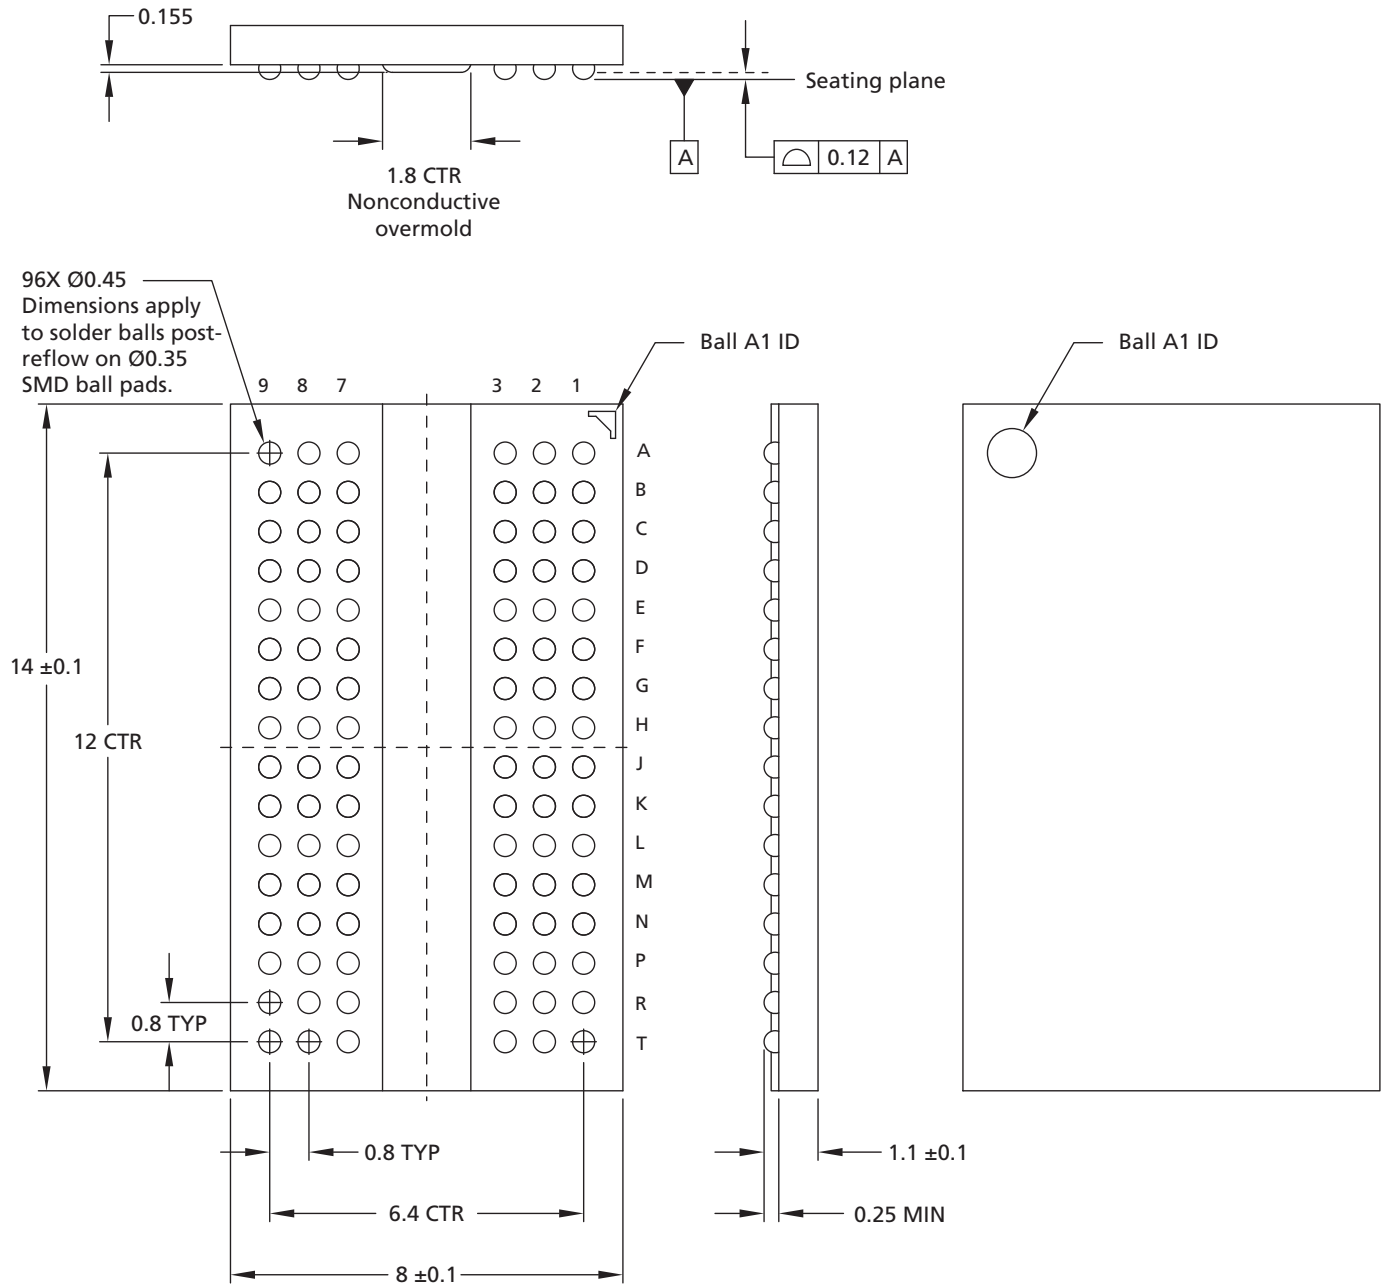 0.155
Seating plane
A
0.12 A
1.8 CTR
Nonconductive
overmold
96X Ø0.45
Dimensions apply
to solder balls post-
reflow on Ø0.35
SMD ball pads.
Ball A1 ID
Ball A1 ID
9 8 7 3 2 1
A
B
C
D
E
F
14 ±0.1
G
H
12 CTR
J
K
L
M
N
P
R
0.8 TYP
T
0.8 TYP
1.1 ±0.1
6.4 CTR
0.25 MIN
8 ±0.1